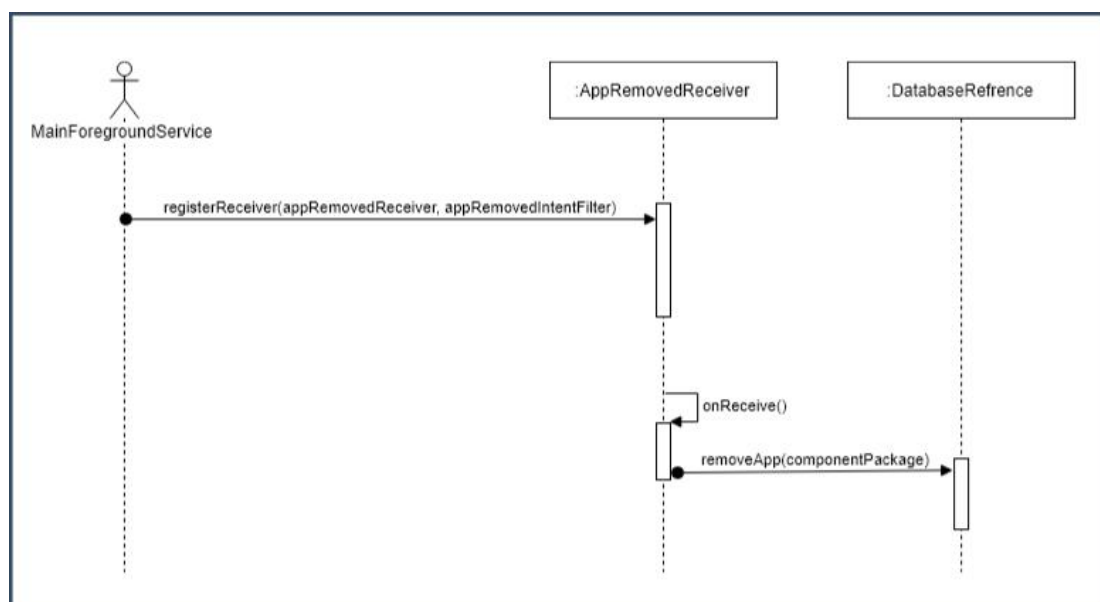 :AppRemovedReceiver
:DatabaseRefrence
MainForegroundService
registerReceiver(appRemovedReceiver, appRemovedIntentFilter)
onReceive()
removeApp(componentPackage)